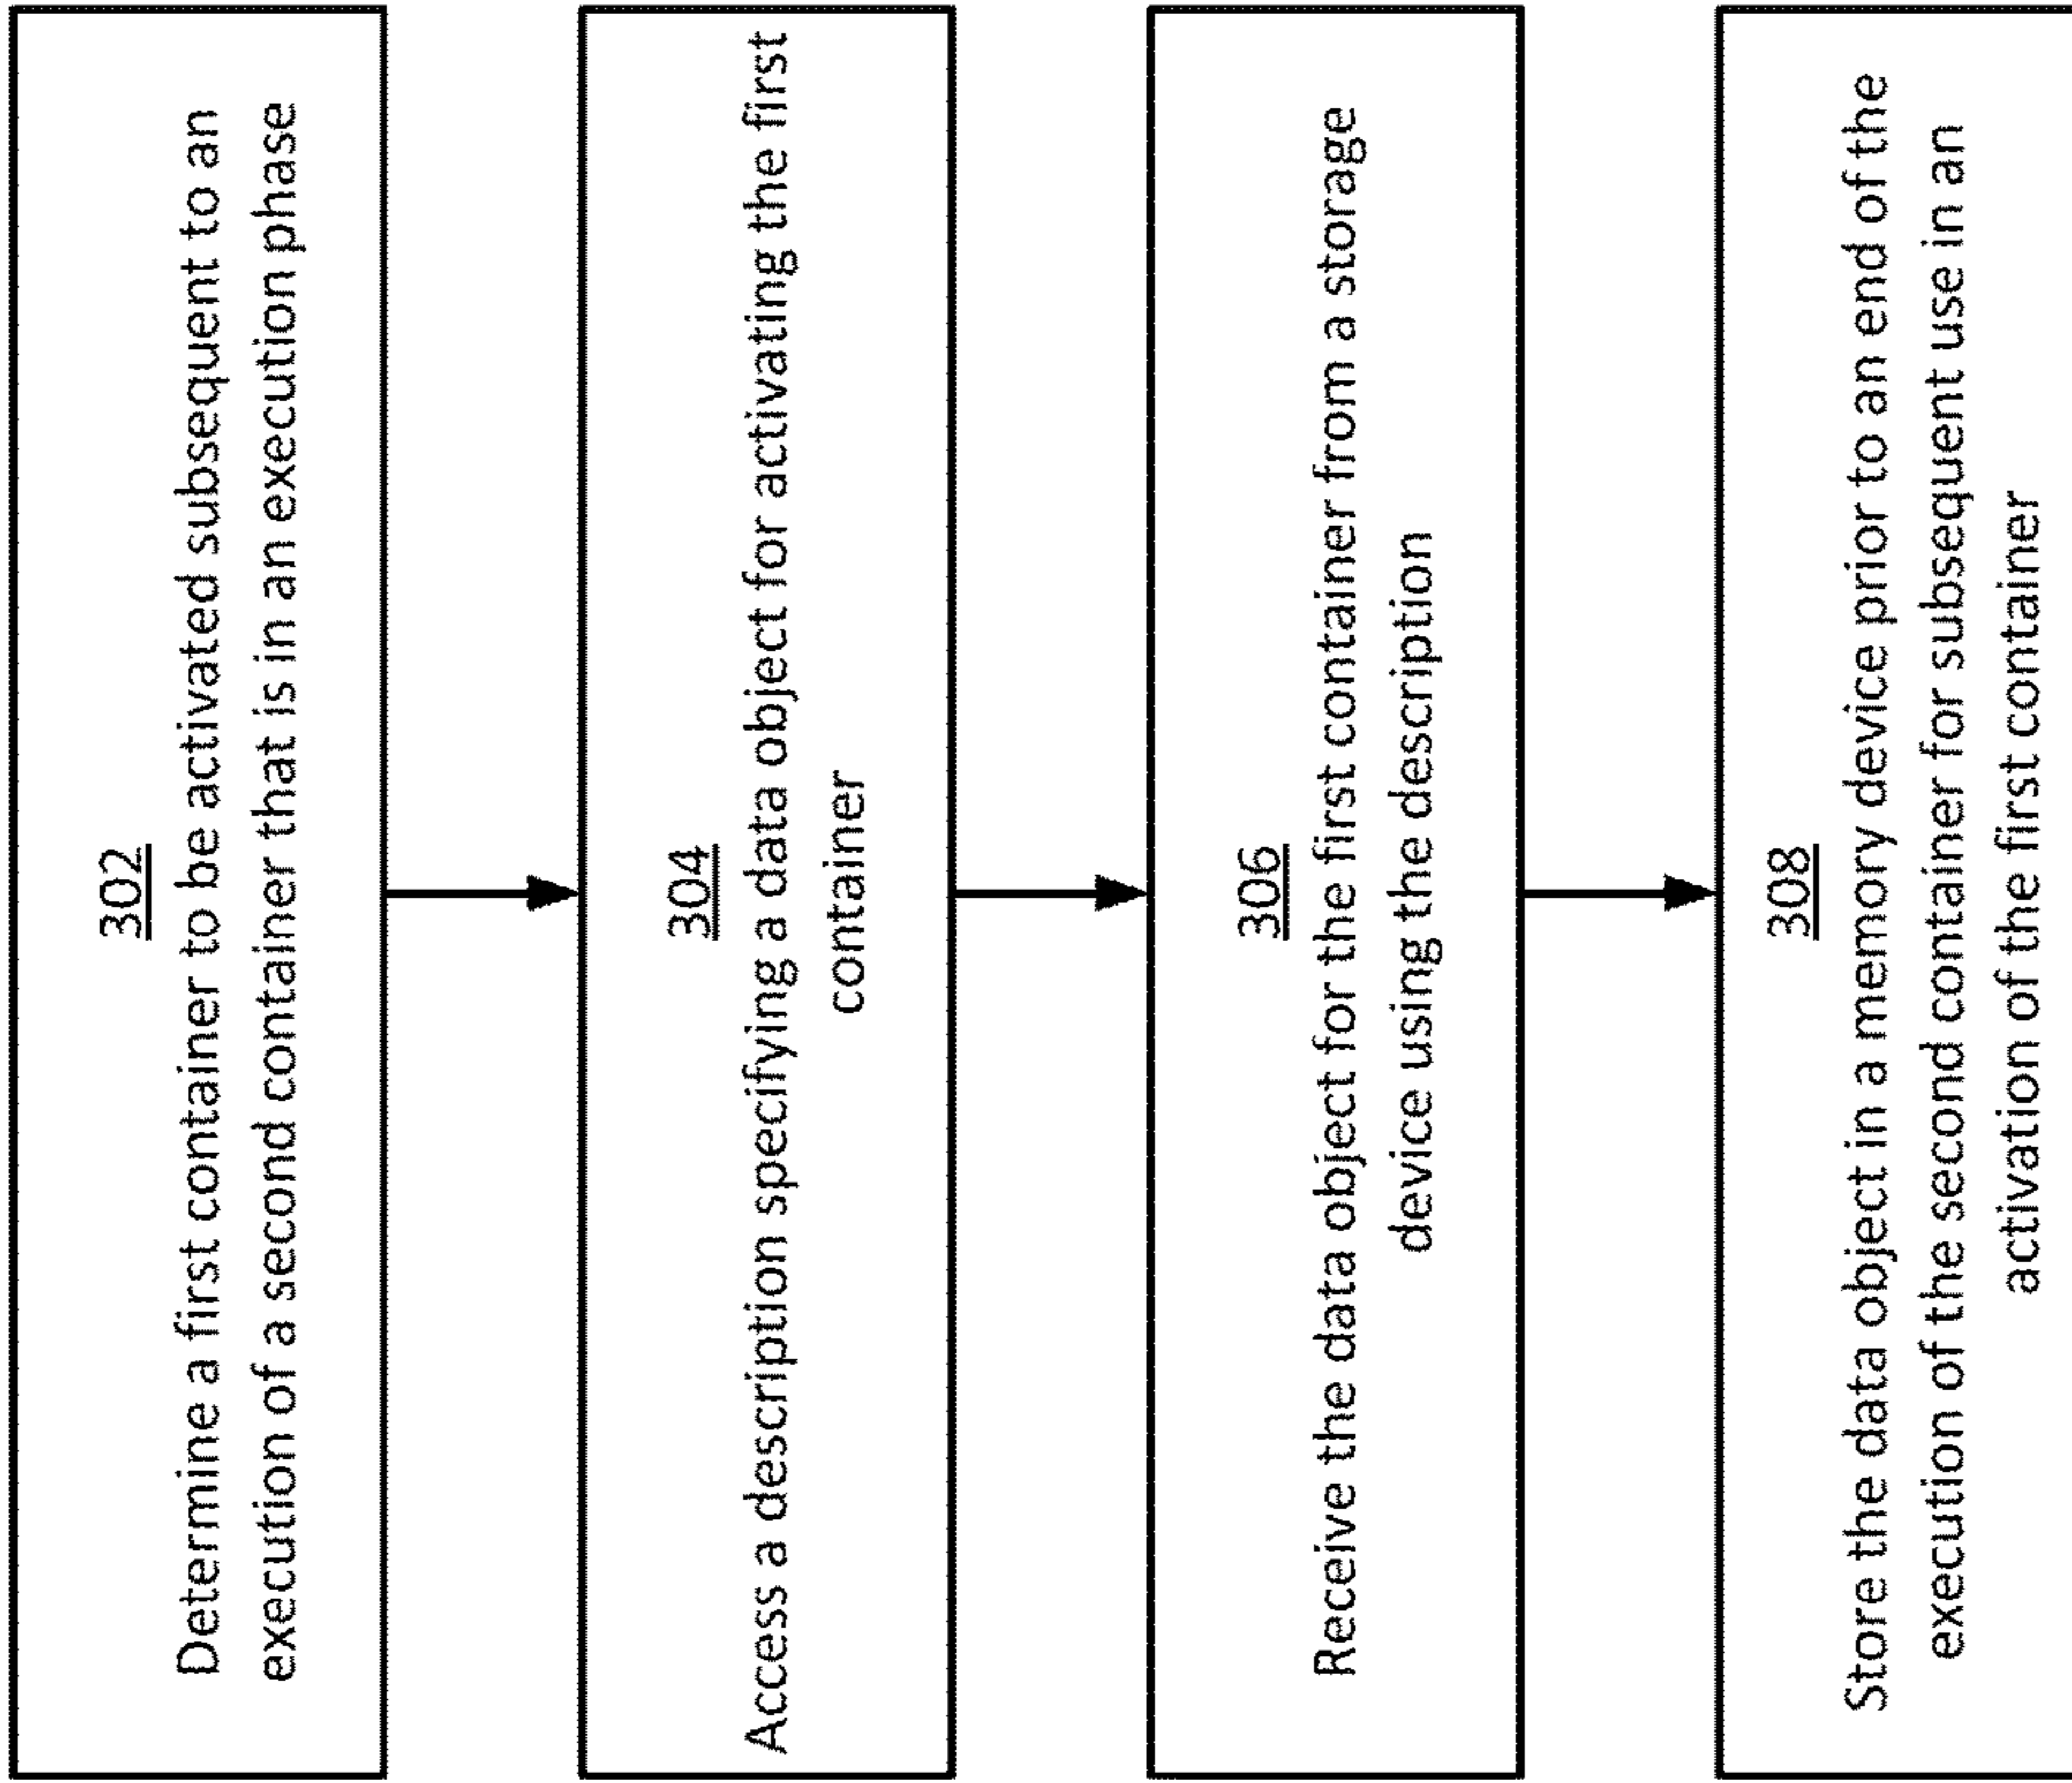 302
Determine a first container to be activated subsequent to an
execution of a second container that is in an execution phase
304
Access a description specifying a data object for activating the first
container
306
Receive the data object for the first container from a storage
device using the description
308
Store the data object in a memory device prior to an end of the
execution of the second container for subsequent use in an
activation of the first container